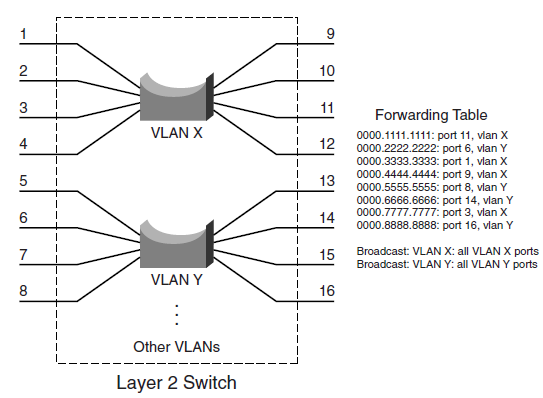 1
2
3
4
5
6
7
8
9
10
11
12
13
14
15
16
VLAN X
VLAN Y
Other VLANs
Layer 2 Switch
Forwarding Table
0000.1111.1111: port 11, vlan X
0000.2222.2222: port 6, vlan Y
0000.3333.3333: port 1, vlan X
0000.4444.4444: port 9, vlan X
0000.5555.5555: port 8, vlan Y
0000.6666.6666: port 14, vlan Y
0000.7777.7777: port 3, vlan X
0000.8888.8888: port 16, vlan Y
Broadcast: VLAN X: all VLAN X ports
Broadcast: VLAN Y: all VLAN Y ports